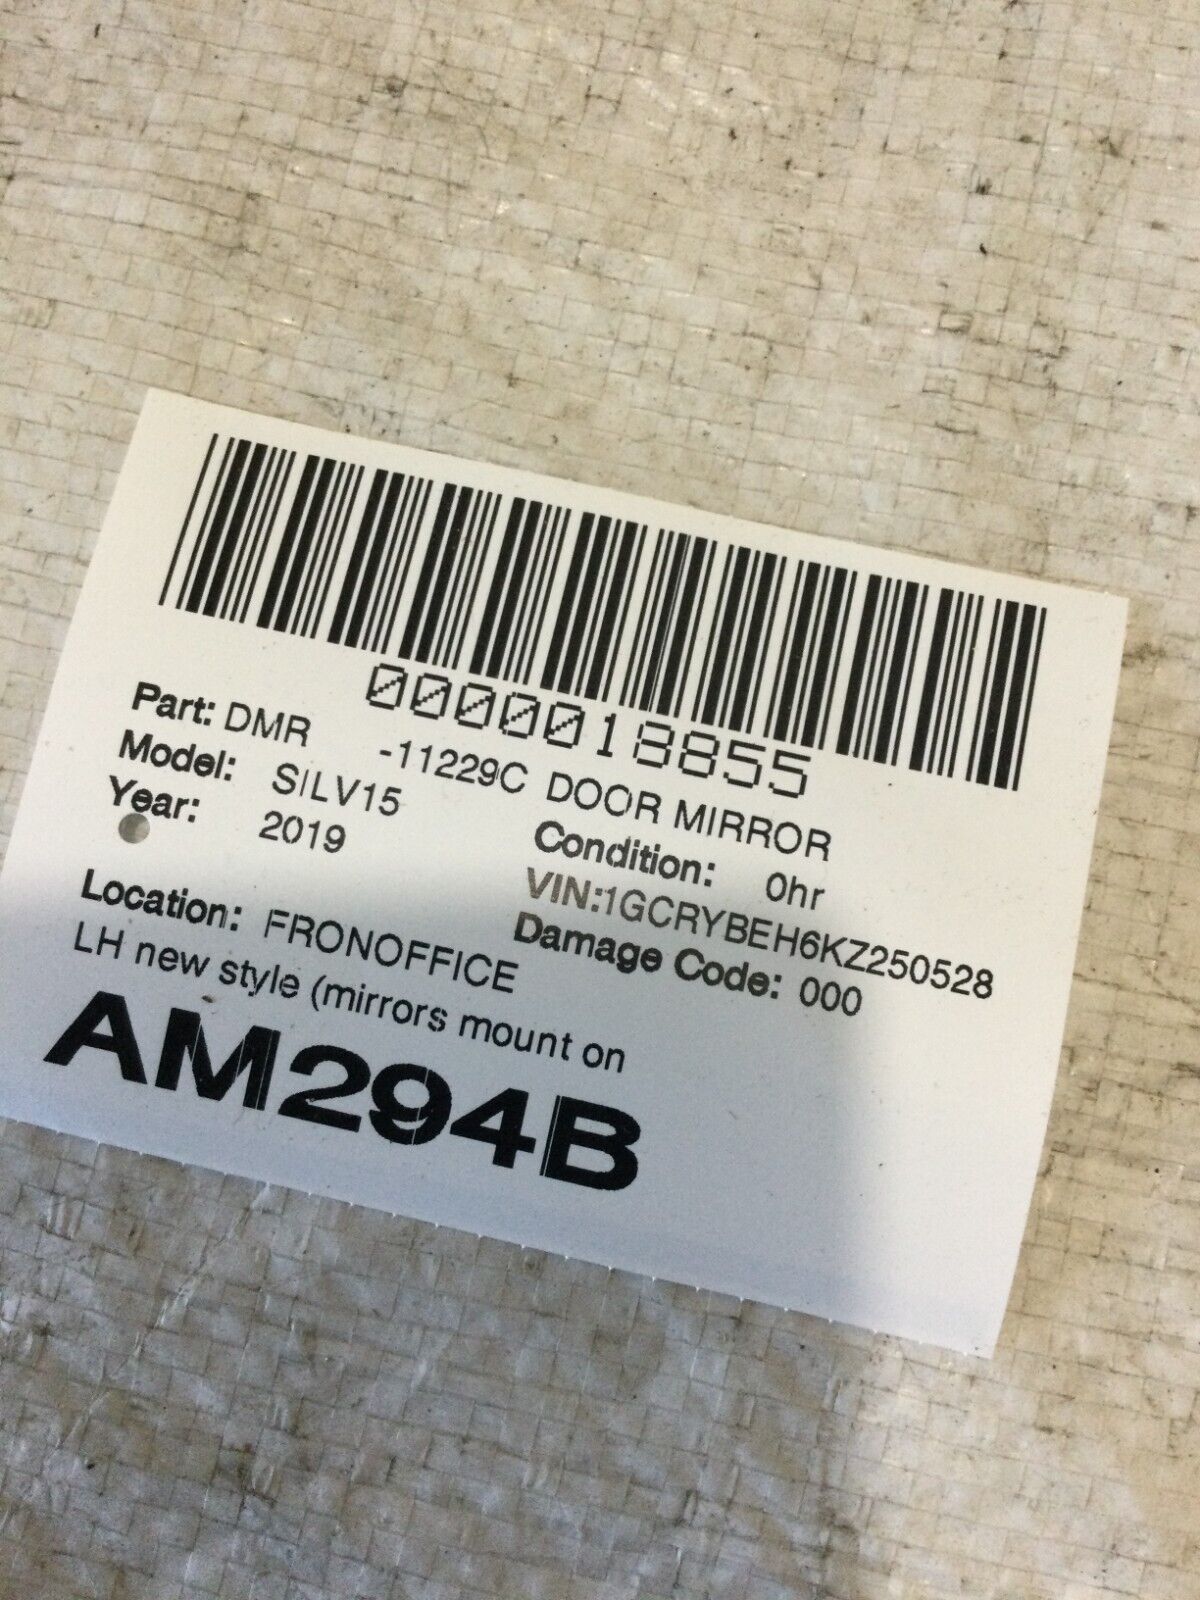 0000018855
Part: DMR -11229C DOOR MIRROR
Model: SILV15 Condition: 0hr
Year: 2019 VIN:1GCRYBEH6KZ250528
Damage Code: 000
Location: FRONOFFICE
LH new style (mirrors mount on
AM294B